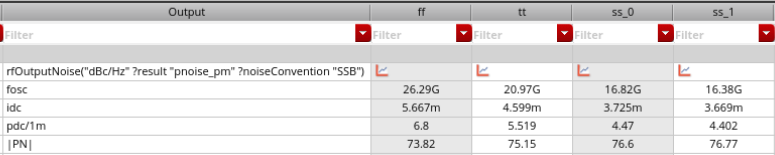 Output ff tt ss_0 ss_1
Filter Filter Filter Filter Filter
rfOutputNoise("dBc/Hz" ?result "pnoise_pm" ?noiseConvention "SSB")
fosc 26.29G 20.97G 16.82G 16.38G
idc 5.667m 4.599m 3.725m 3.669m
pdc/1m 6.8 5.519 4.47 4.402
|PN| 73.82 75.15 76.6 76.77